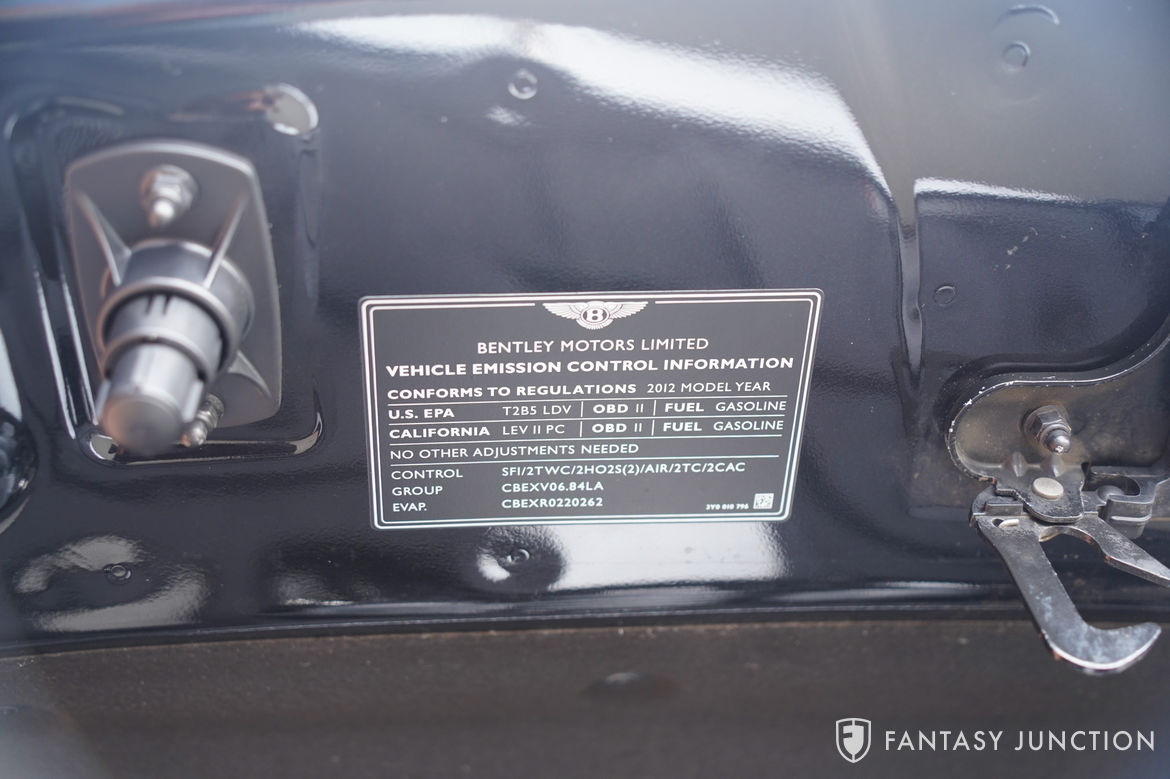 B
BENTLEY MOTORS LIMITED
VEHICLE EMISSION CONTROL INFORMATION
CONFORMS TO REGULATIONS 2012 MODEL YEAR
U.S. EPA T2B5 LDV | OBD II | FUEL GASOLINE
CALIFORNIA LEV II PC | OBD II | FUEL GASOLINE
NO OTHER ADJUSTMENTS NEEDED
CONTROL SFI/2TWC/2HO2S(2)/AIR/2TC/2CAC
GROUP CBEXV06.84LA
EVAP. CBEXR0220262
3Y0 010 796
FANTASY JUNCTION